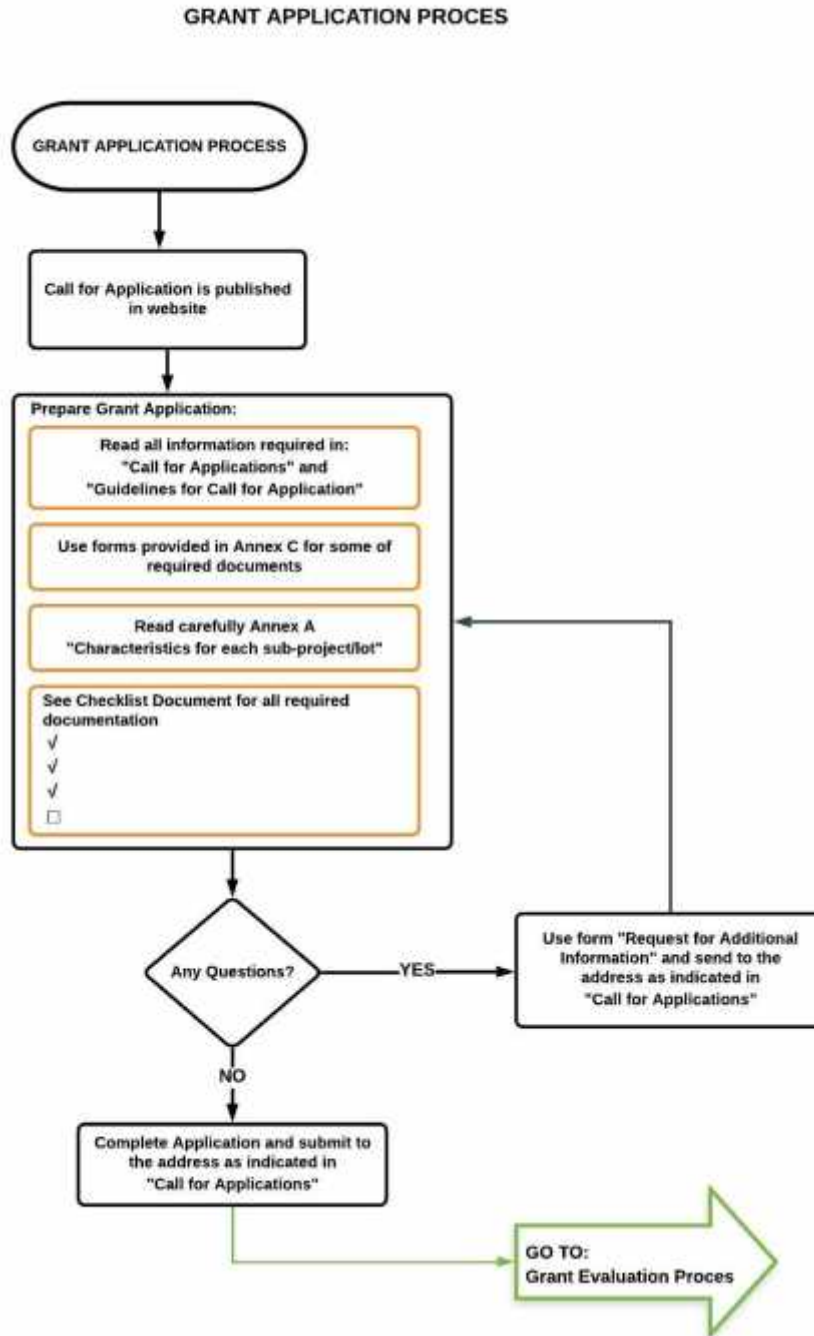 GRANT APPLICATION PROCES
GRANT APPLICATION PROCESS
Call for Application is published
in website
Prepare Grant Application:
Read all information required in:
"Call for Applications" and
"Guidelines for Call for Application"
Use forms provided in Annex C for some of
required documents
Read carefully Annex A
"Characteristics for each sub-project/lot"
See Checklist Document for all required
documentation
√
√
√
□
Any Questions?
YES
Use form "Request for Additional
Information" and send to the
address as indicated in
"Call for Applications"
NO
Complete Application and submit to
the address as indicated in
"Call for Applications"
GO TO:
Grant Evaluation Proces